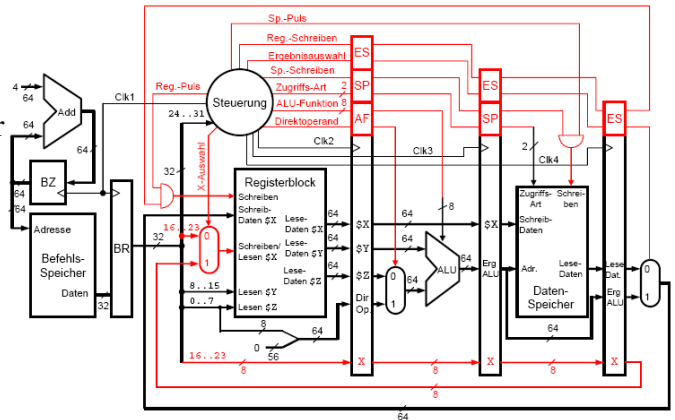 Sp.-Puls
Reg.-Schreiben
ES
Ergebnisauswahl
Sp.-Schreiben
4
64
Add
Reg.-Puls
Clk1
Steuerung
Zugriffs-Art
2
SP
ES
ALU-Funktion
8
Direktoperand
AF
SP
ES
24..31
Clk2
Clk3
Clk4
64
64
X-Auswahl
32
2
BZ
64
64
Registerblock
8
Zugriffs-
Art
Schrei-
ben
Schreiben
Schreib-
Daten $X
Lese-
Daten $X
64
$X
64
$X
Schreib-
Daten
Adresse
Befehls-
Speicher
Daten
32
BR
32
16..23
0
1
Schreiben/
Lesen $X
Lese-
Daten $Y
64
$Y
64
ALU
64
Erg
ALU
Adr.
Lese-
Daten
64
Lese
Dat.
0
1
Lese-
Daten $Z
64
$Z
0
1
64
Daten-
Speicher
Erg
ALU
8..15
Lesen $Y
0..7
Lesen $Z
Dir
Op.
8
0
56
64
64
16..23
8
X
8
X
8
X
8
64